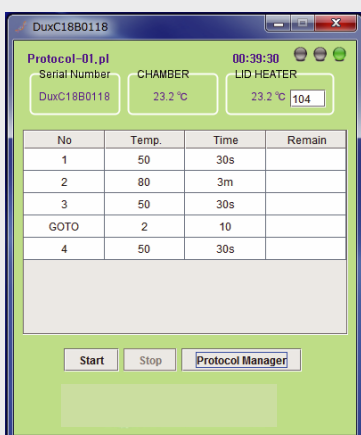 DuxC18B0118
Protocol-01.pl 00:39:30
Serial Number CHAMBER LID HEATER
DuxC18B0118 23.2 ℃ 23.2 ℃ 104
No Temp. Time Remain
1 50 30s
2 80 3m
3 50 30s
GOTO 2 10
4 50 30s
Start Stop Protocol Manager